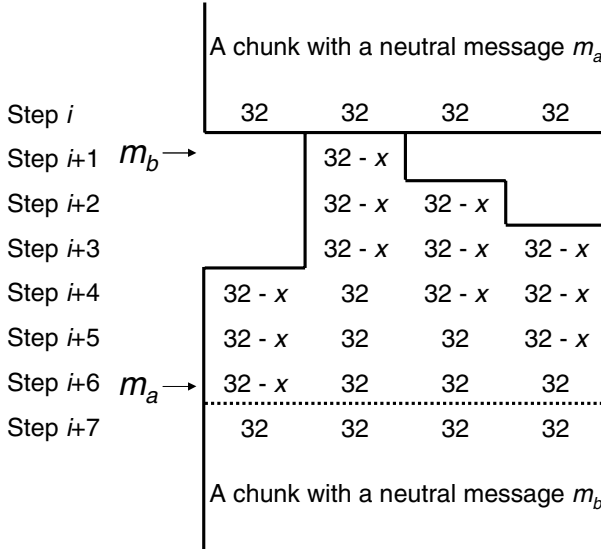 A chunk with a neutral message mₐ
Step i 32 32 32 32
Step i+1 m_b 32 - x
Step i+2 32 - x 32 - x
Step i+3 32 - x 32 - x 32 - x
Step i+4 32 - x 32 32 - x 32 - x
Step i+5 32 - x 32 32 32 - x
Step i+6 mₐ 32 - x 32 32 32
Step i+7 32 32 32 32
A chunk with a neutral message m_b